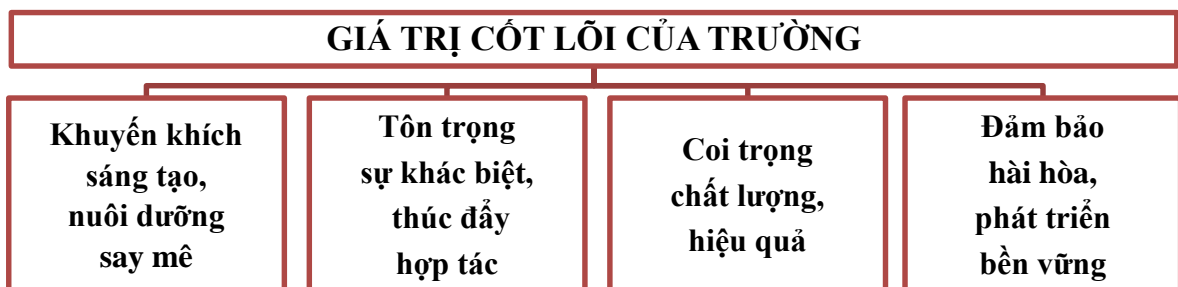 GIÁ TRỊ CỐT LÕI CỦA TRƯỜNG
Khuyến khích
sáng tạo,
nuôi dưỡng
say mê
Tôn trọng
sự khác biệt,
thúc đẩy
hợp tác
Coi trọng
chất lượng,
hiệu quả
Đảm bảo
hài hòa,
phát triển
bền vững